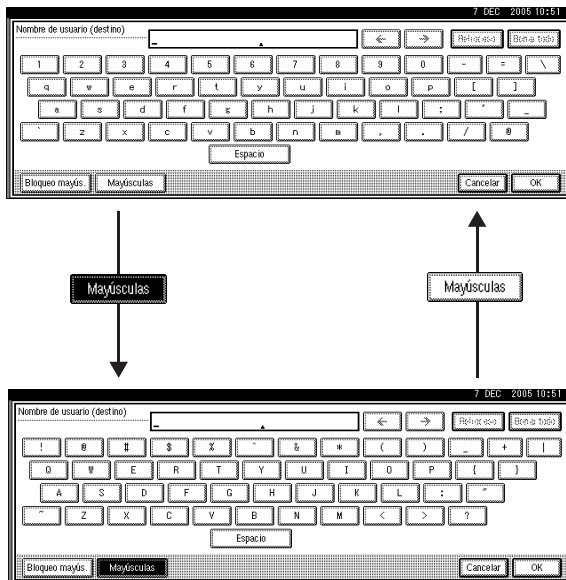 7 DEC 2005 10:51
Nombre de usuario (destino)
← → Retroceso Borrar todo
1 2 3 4 5 6 7 8 9 0 - = \
q w e r t y u i o p [ ]
a s d f g h j k l : ' _
` z x c v b n m , . / @
Espacio
Bloqueo mayús. Mayúsculas Cancelar OK
Mayúsculas Mayúsculas
7 DEC 2005 10:51
Nombre de usuario (destino)
← → Retroceso Borrar todo
! @ # $ % ^ & * ( ) _ + |
Q W E R T Y U I O P { }
A S D F G H J K L : "
~ Z X C V B N M < > ?
Espacio
Bloqueo mayús. Mayúsculas Cancelar OK